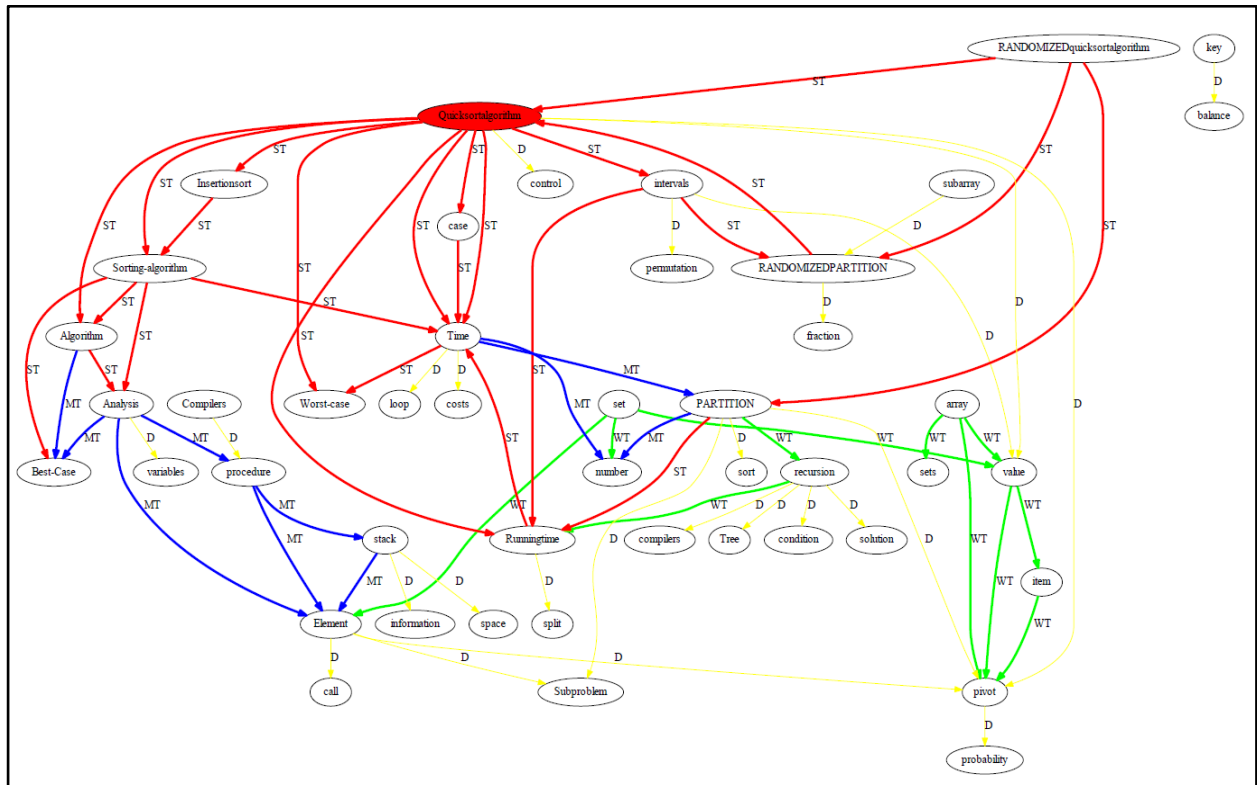 RANDOMIZEDquicksortalgorithm key
ST D
Quicksortalgorithm balance
ST ST ST D ST ST
Insertionsort control intervals subarray
ST ST ST case D ST D ST
Sorting-algorithm ST permutation RANDOMIZEDPARTITION D
ST ST ST ST D
Algorithm Time fraction D
ST MT ST ST ST D D ST MT MT D
Analysis Compilers Worst-case loop costs set PARTITION array
MT MT D D MT WT MT D WT WT WT
Best-Case variables procedure number sort recursion sets value
MT MT WT ST WT D D D D WT
stack Runningtime compilers Tree condition solution
MT MT D D D D D WT WT WT item
Element information space split WT
D D D
call Subproblem pivot
D
probability